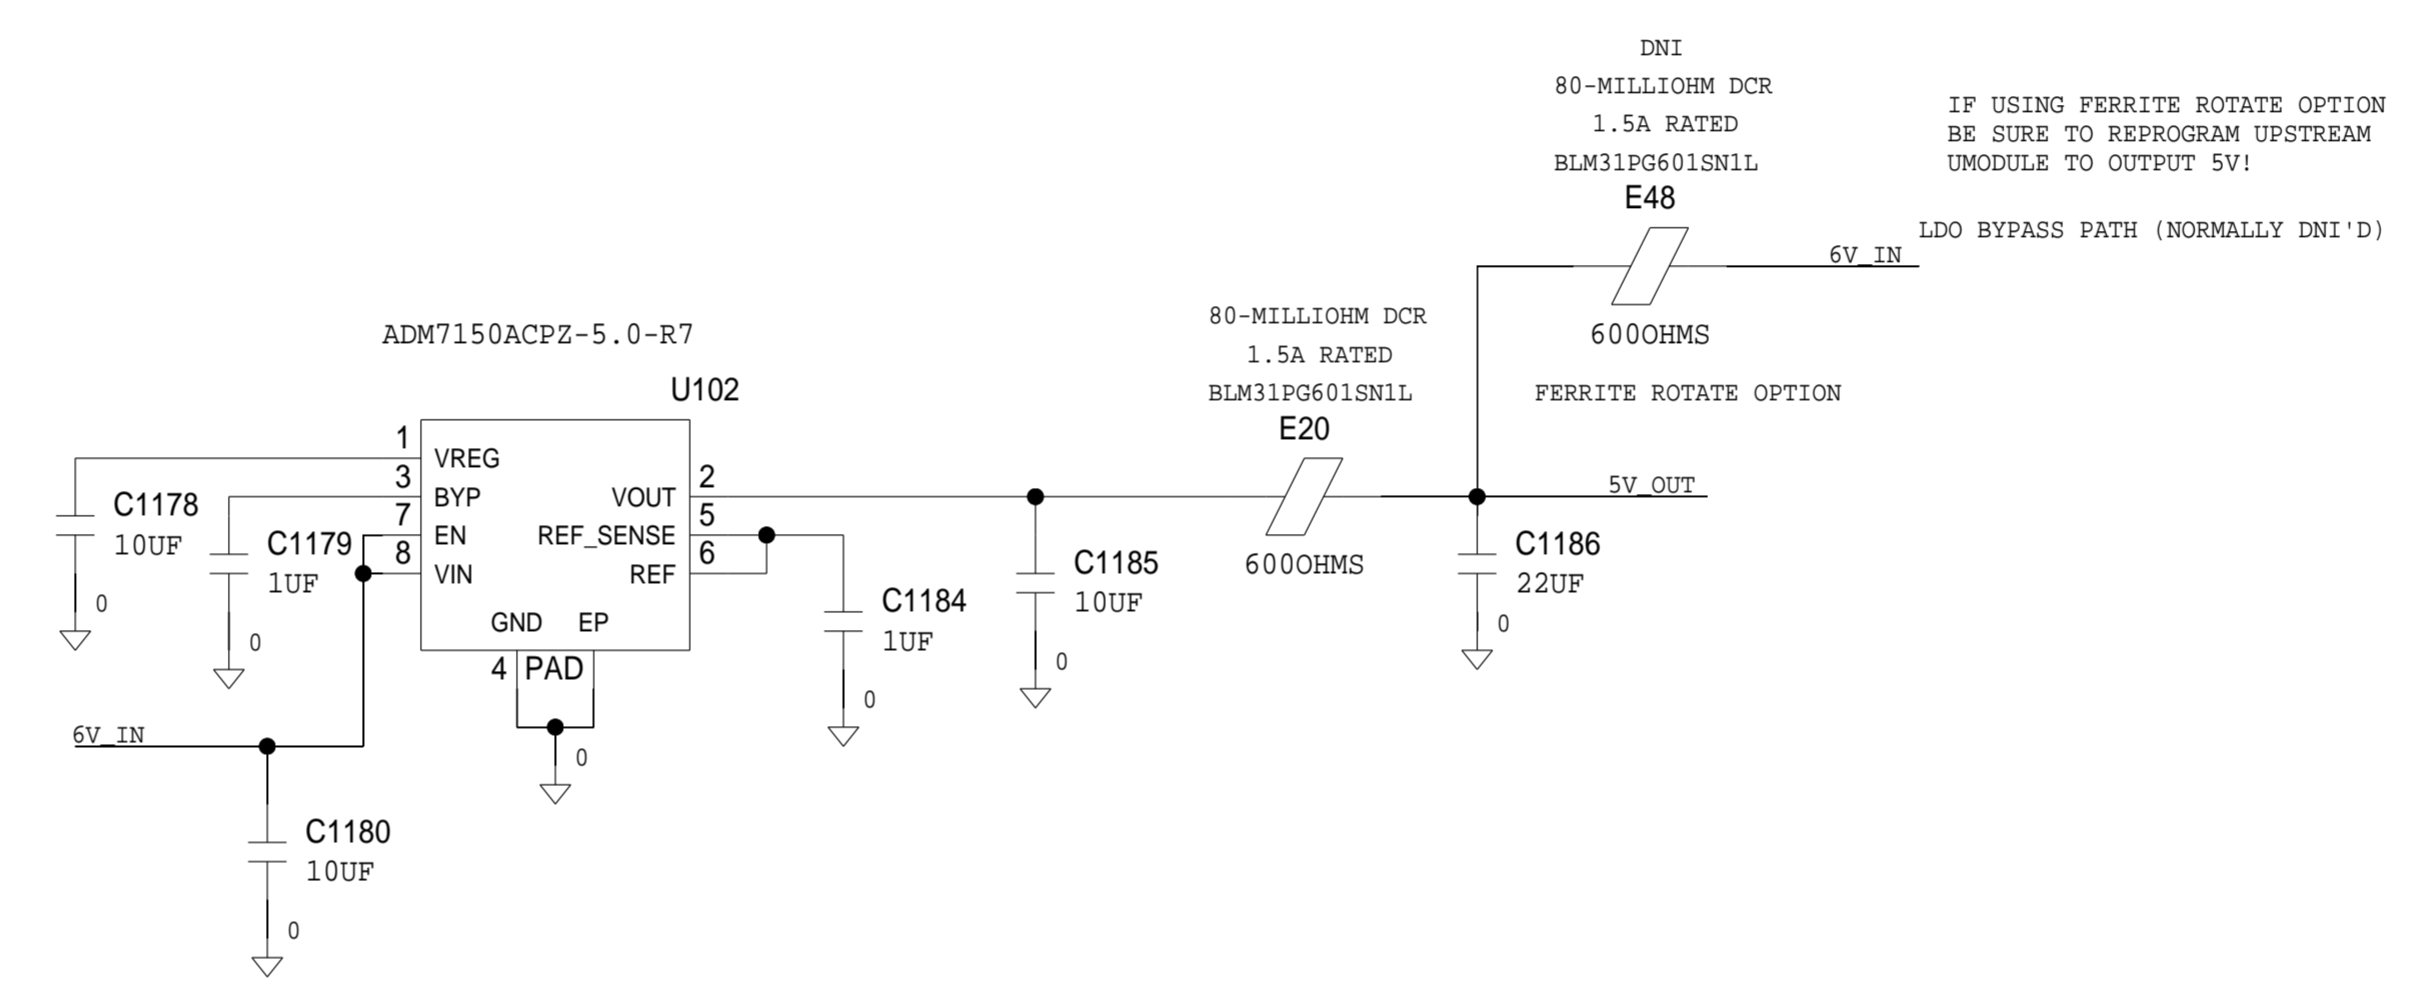 DNI
80-MILLIOHM DCR
1.5A RATED
BLM31PG601SN1L
E48
600OHMS
IF USING FERRITE ROTATE OPTION
BE SURE TO REPROGRAM UPSTREAM
UMODULE TO OUTPUT 5V!
LDO BYPASS PATH (NORMALLY DNI'D)
6V_IN
FERRITE ROTATE OPTION
80-MILLIOHM DCR
1.5A RATED
BLM31PG601SN1L
E20
600OHMS
5V_OUT
ADM7150ACPZ-5.0-R7
U102
1
VREG
3
BYP
7
EN
8
VIN
VOUT
2
REF_SENSE
5
REF
6
GND
EP
4
PAD
0
C1178
10UF
0
C1179
1UF
0
C1184
1UF
0
C1185
10UF
0
C1186
22UF
0
6V_IN
C1180
10UF
0